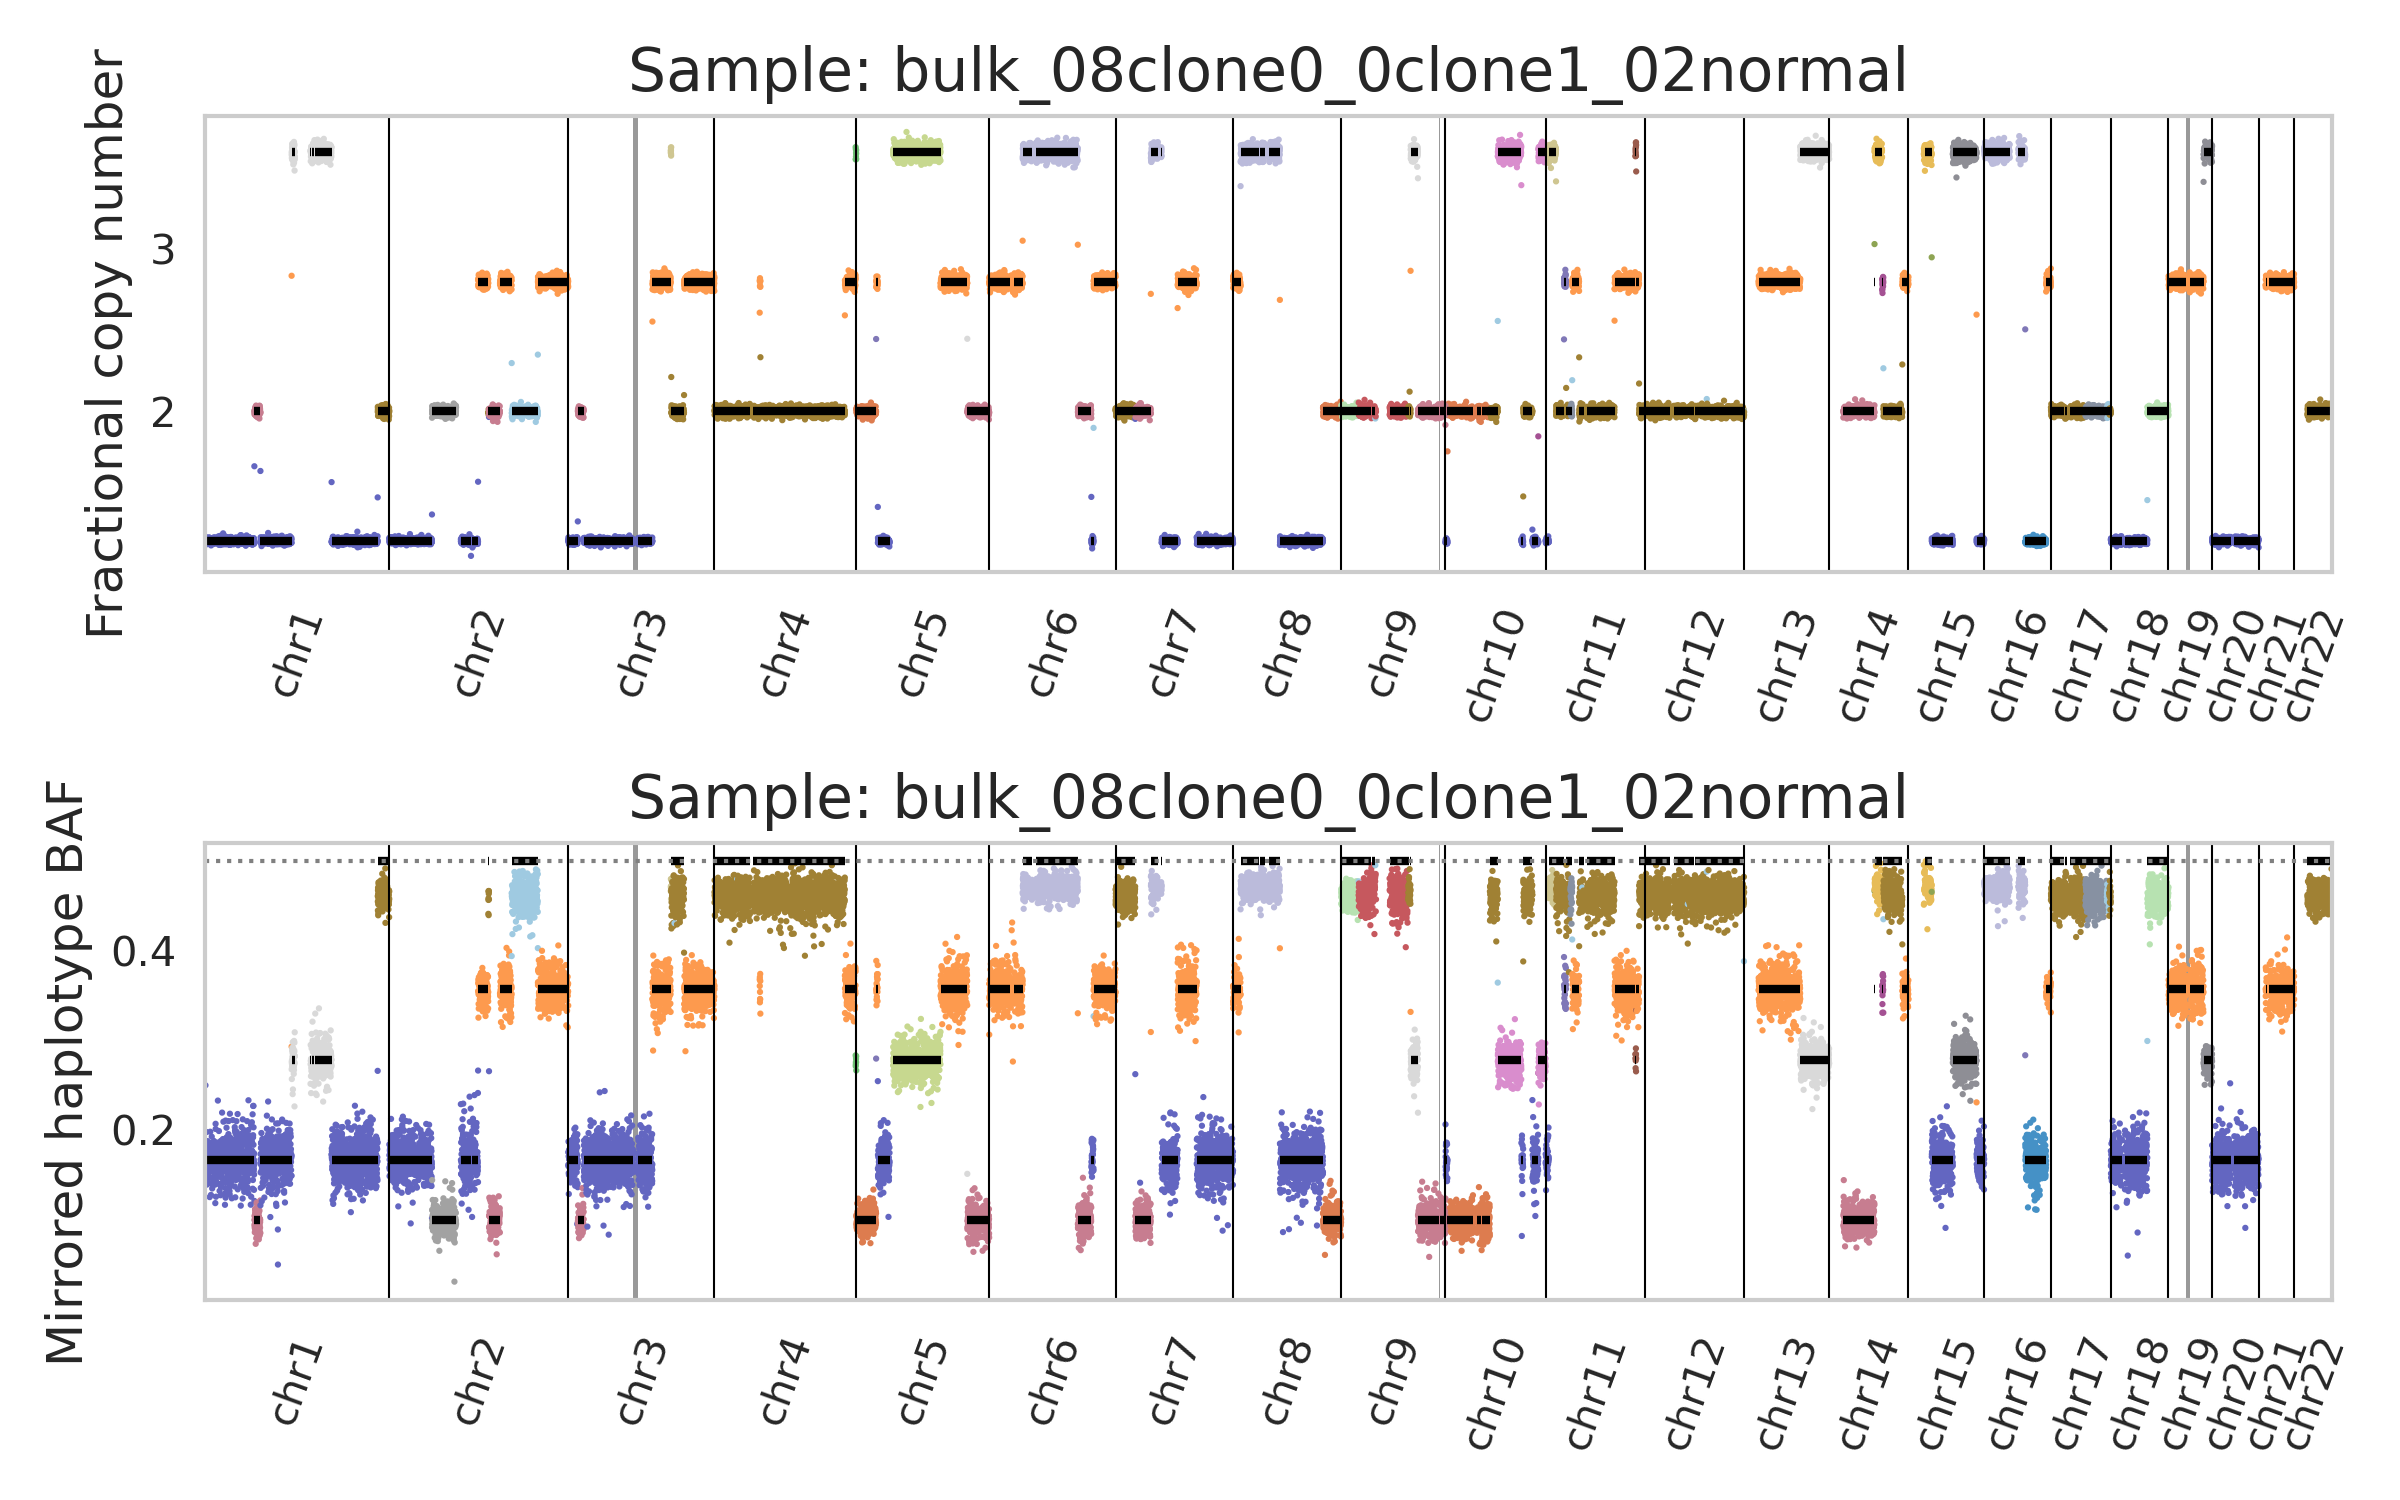 Sample: bulk_08clone0_0clone1_02normal
Fractional copy number
3
2
chr1
chr2
chr3
chr4
chr5
chr6
chr7
chr8
chr9
chr10
chr11
chr12
chr13
chr14
chr15
chr16
chr17
chr18
chr19
chr20
chr21
chr22
Sample: bulk_08clone0_0clone1_02normal
Mirrored haplotype BAF
0.4
0.2
chr1
chr2
chr3
chr4
chr5
chr6
chr7
chr8
chr9
chr10
chr11
chr12
chr13
chr14
chr15
chr16
chr17
chr18
chr19
chr20
chr21
chr22